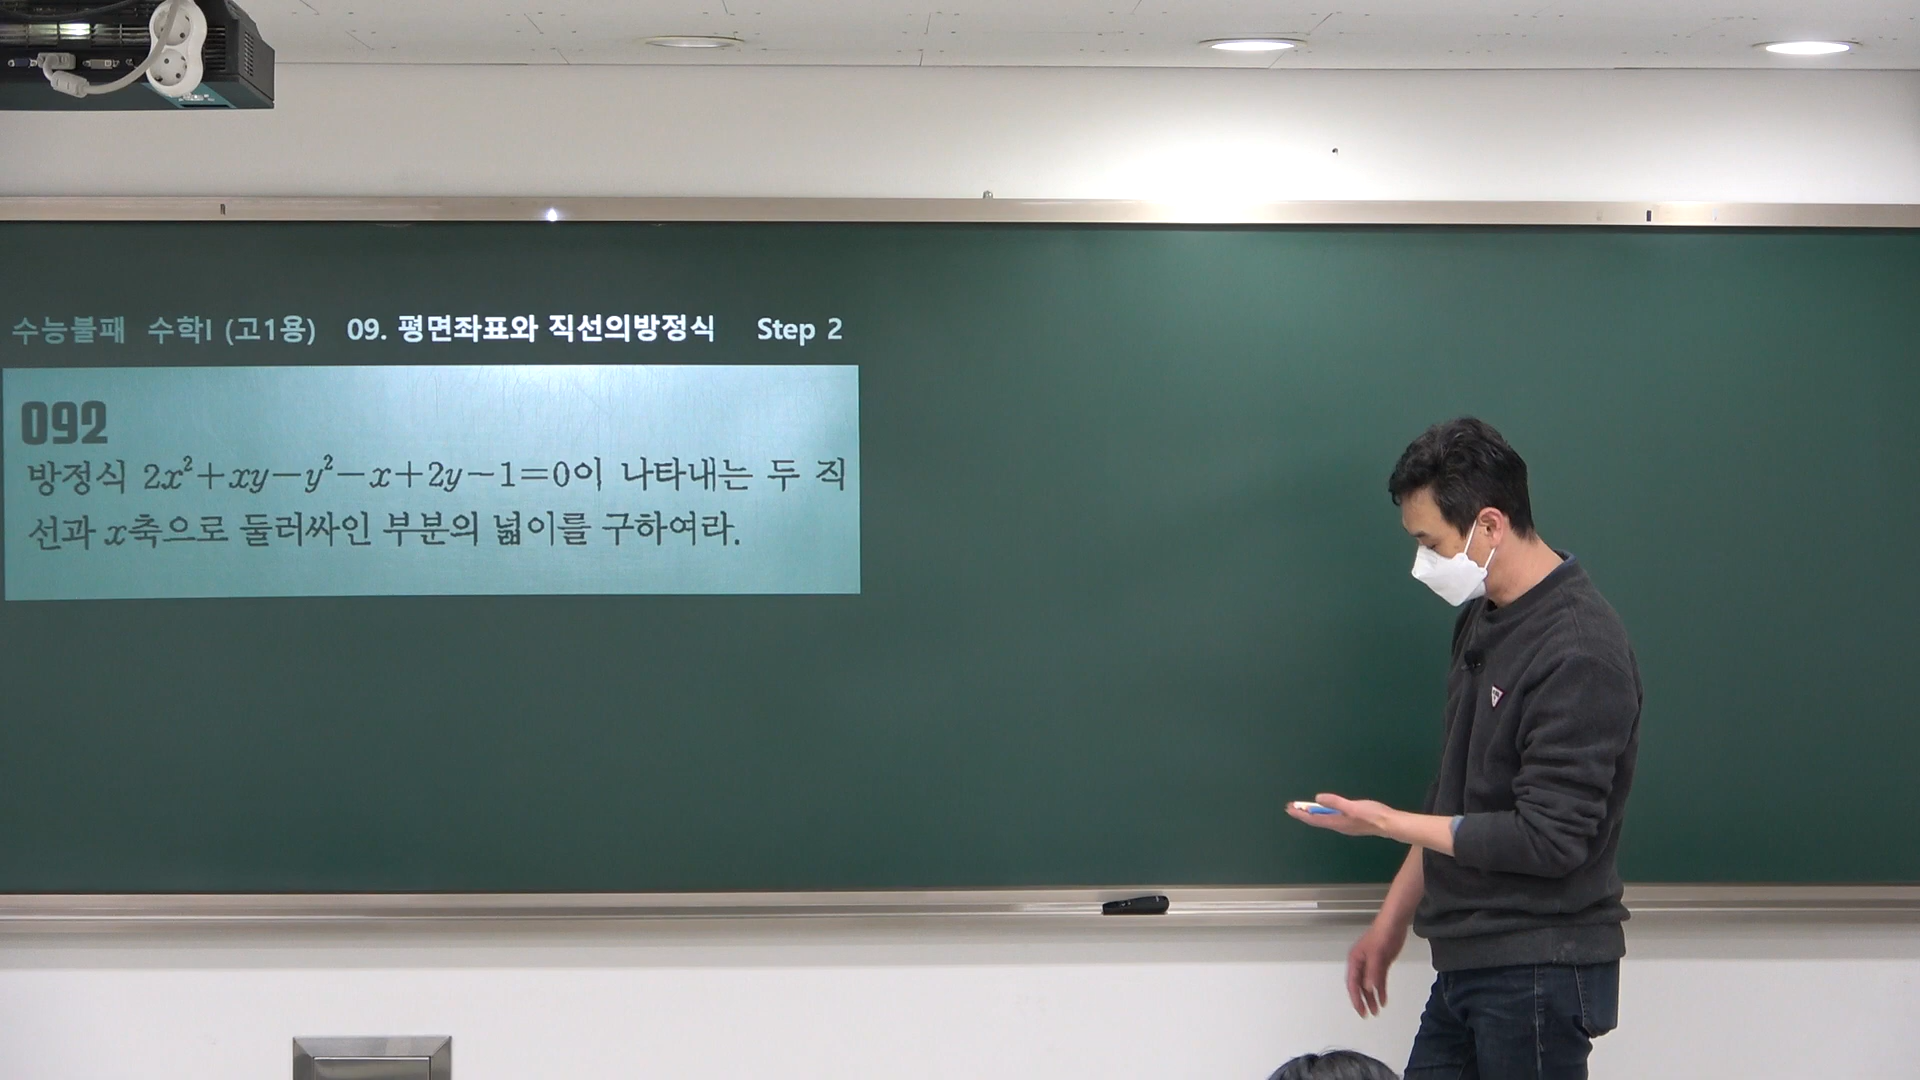 수능불패 수학I (고1용) 09. 평면좌표와 직선의방정식 Step 2
092
방정식 2x²+xy−y²−x+2y−1=0이 나타내는 두 직
선과 x축으로 둘러싸인 부분의 넓이를 구하여라.